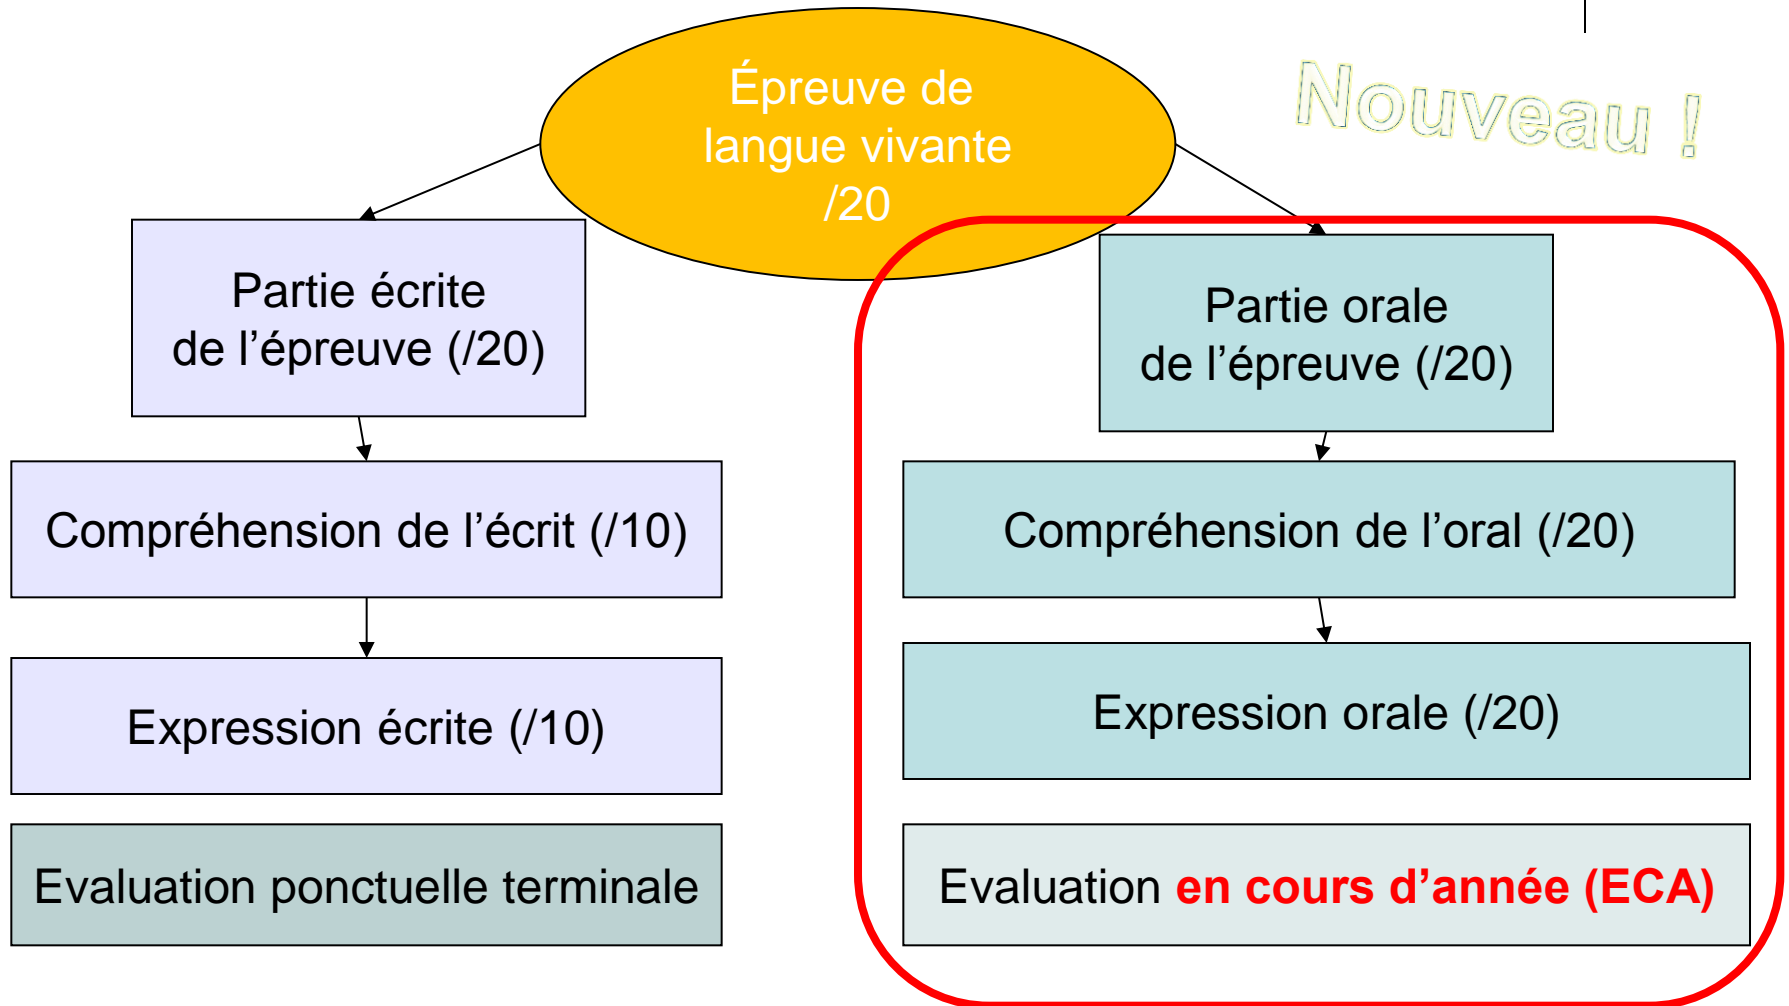 Épreuve de
langue vivante
/20
Nouveau !
Partie écrite
de l’épreuve (/20)
Partie orale
de l’épreuve (/20)
Compréhension de l’écrit (/10)
Compréhension de l’oral (/20)
Expression écrite (/10)
Expression orale (/20)
Evaluation ponctuelle terminale
Evaluation en cours d’année (ECA)